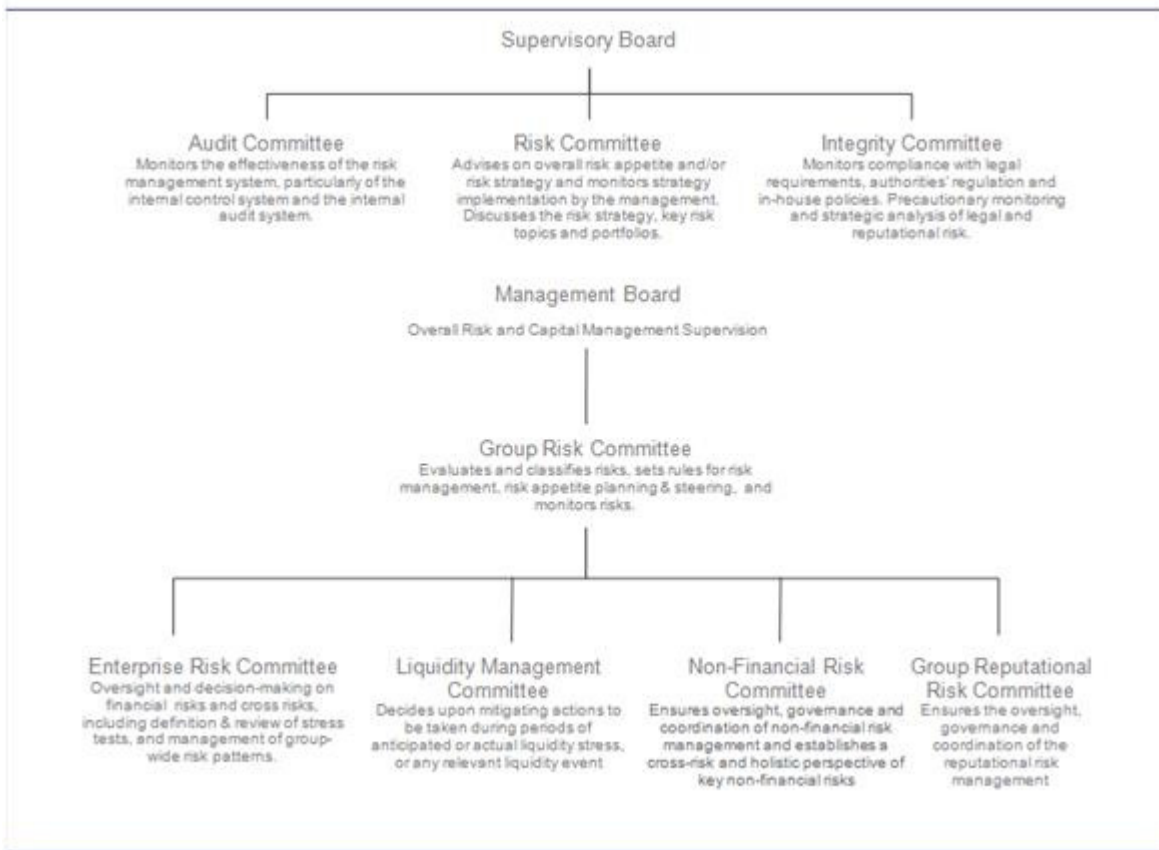 Supervisory Board
Audit Committee
Monitors the effectiveness of the risk
management system, particularly of the
internal control system and the internal
audit system.
Risk Committee
Advises on overall risk appetite and/or
risk strategy and monitors strategy
implementation by the management.
Discusses the risk strategy, key risk
topics and portfolios.
Integrity Committee
Monitors compliance with legal
requirements, authorities' regulation and
in-house policies. Precautionary monitoring
and strategic analysis of legal and
reputational risk.
Management Board
Overall Risk and Capital Management Supervision
Group Risk Committee
Evaluates and classifies risks, sets rules for risk
management, risk appetite planning & steering, and
monitors risks.
Enterprise Risk Committee
Oversight and decision-making on
financial risks and cross risks,
including definition & review of stress
tests, and management of group-
wide risk patterns.
Liquidity Management
Committee
Decides upon mitigating actions to
be taken during periods of
anticipated or actual liquidity stress,
or any relevant liquidity event
Non-Financial Risk
Committee
Ensures oversight, governance and
coordination of non-financial risk
management and establishes a
cross-risk and holistic perspective of
key non-financial risks
Group Reputational
Risk Committee
Ensures the oversight,
governance and
coordination of the
reputational risk
management